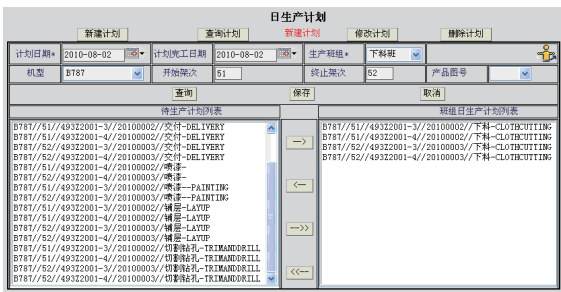 日生产计划
新建计划 查询计划 新建计划 修改计划 删除计划
计划日期* 2010-08-02 计划完工日期 2010-08-02 生产班组* 下料班
机型 B787 开始架次 51 终止架次 52 产品图号
查询 保存 取消
待生产计划列表 班组日生产计划列表
B787//51//493Z2001-3//20100002//交付-DELIVERY
B787//51//493Z2001-4//20100002//交付-DELIVERY
B787//52//493Z2001-3//20100003//交付-DELIVERY
B787//52//493Z2001-4//20100003//交付-DELIVERY
B787//51//493Z2001-4//20100002//喷漆-
B787//52//493Z2001-4//20100003//喷漆-
B787//51//493Z2001-3//20100002//喷漆--PAINTING
B787//52//493Z2001-3//20100003//喷漆--PAINTING
B787//51//493Z2001-3//20100002//铺层-LAYUP
B787//51//493Z2001-4//20100002//铺层-LAYUP
B787//52//493Z2001-3//20100003//铺层-LAYUP
B787//52//493Z2001-4//20100003//铺层-LAYUP
B787//51//493Z2001-3//20100002//切割钻孔-TRIMANDDRILL
B787//51//493Z2001-4//20100002//切割钻孔-TRIMANDDRILL
B787//52//493Z2001-3//20100003//切割钻孔-TRIMANDDRILL
B787//52//493Z2001-4//20100003//切割钻孔-TRIMANDDRILL
-->
<--
-->>
<<--
B787//51//493Z2001-3//20100002//下料-CLOTHCUTTING
B787//51//493Z2001-4//20100002//下料-CLOTHCUTTING
B787//52//493Z2001-3//20100003//下料-CLOTHCUTTING
B787//52//493Z2001-4//20100003//下料-CLOTHCUTTING